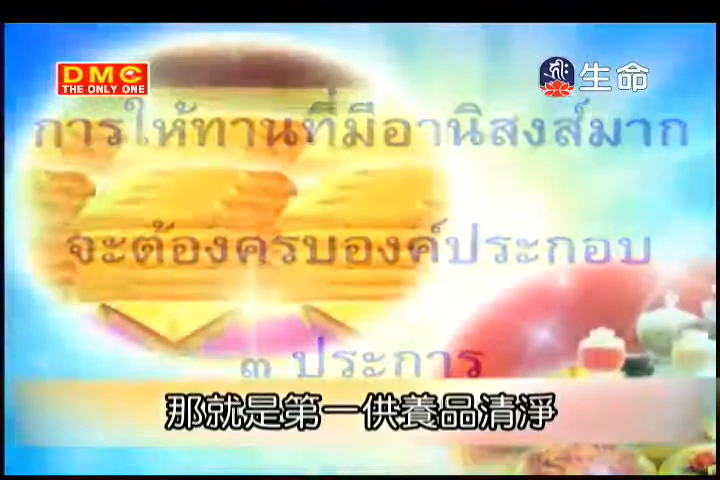 DMC
THE ONLY ONE
生命
การให้ทานที่มีอานิสงส์มาก
จะต้องครบองค์ประกอบ
๓ ประการ
那就是第一供養品清淨